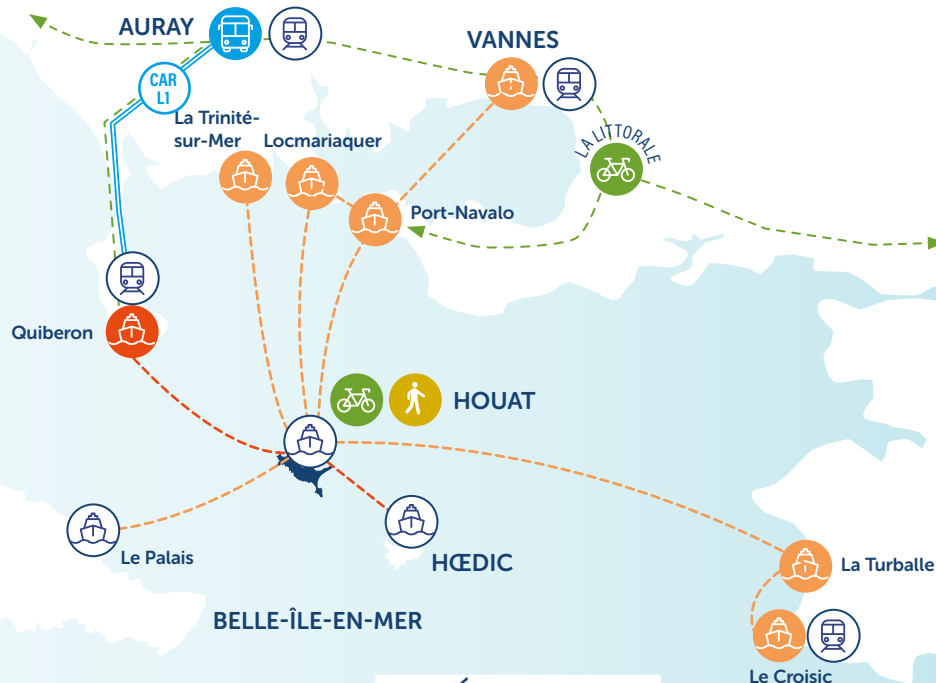 AURAY
VANNES
CAR
L1
La Trinité-
sur-Mer
Locmariaquer
LA LITTORALE
Port-Navalo
Quiberon
HOUAT
Le Palais
HŒDIC
La Turballe
BELLE-ÎLE-EN-MER
Le Croisic